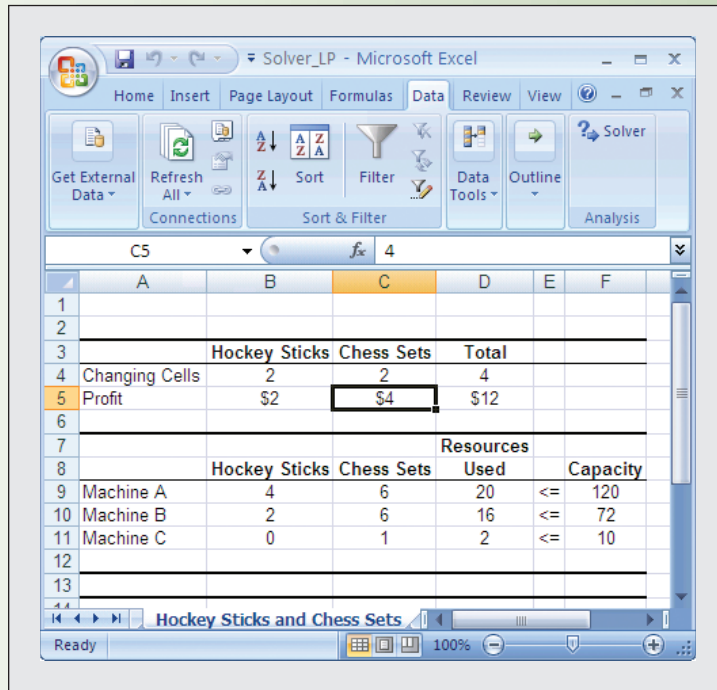 Solver_LP - Microsoft Excel
Home Insert Page Layout Formulas Data Review View
Get External Data
Refresh All
Connections
A Z
Z A
A Z
Z A
Sort
Filter
Sort & Filter
Data Tools
Outline
Solver
Analysis
C5 fx 4
A B C D E F
1
2
3 Hockey Sticks Chess Sets Total
4 Changing Cells 2 2 4
5 Profit $2 $4 $12
6
7 Resources
8 Hockey Sticks Chess Sets Used Capacity
9 Machine A 4 6 20 <= 120
10 Machine B 2 6 16 <= 72
11 Machine C 0 1 2 <= 10
12
13
Hockey Sticks and Chess Sets
Ready 100%